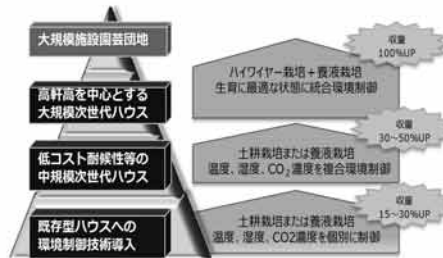 大規模施設園芸団地
高軒高を中心とする
大規模次世代ハウス
低コスト耐候性等の
中規模次世代ハウス
既存型ハウスへの
環境制御技術導入
収量
100%UP
ハイワイヤー栽培+養液栽培
生育に最適な状態に統合環境制御
収量
30～50%UP
土耕栽培または養液栽培
温度、湿度、CO₂濃度を複合環境制御
収量
15～30%UP
土耕栽培または養液栽培
温度、湿度、CO2濃度を個別に制御